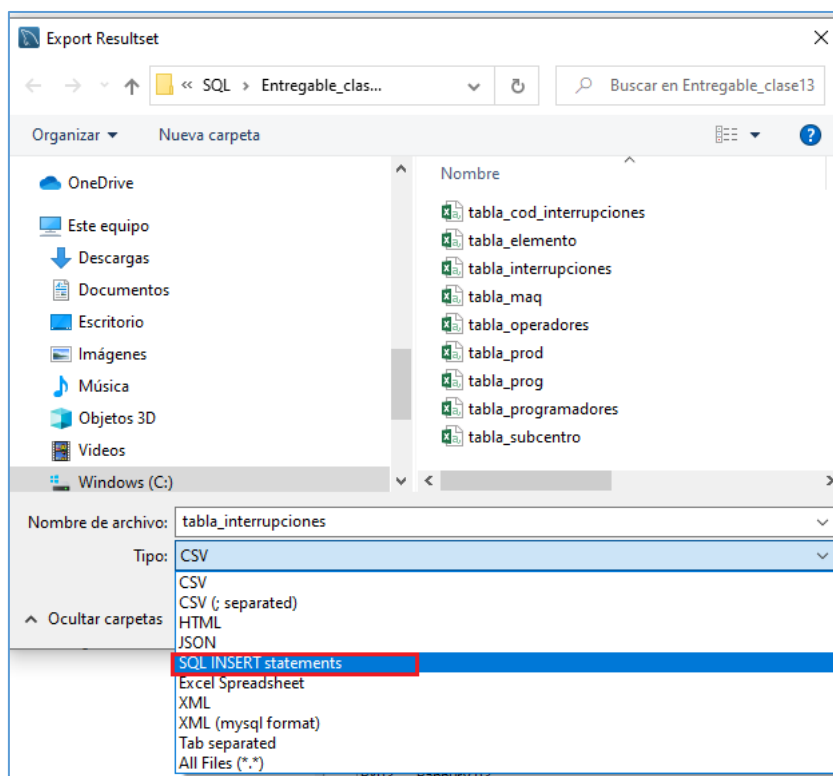 Export Resultset
« SQL › Entregable_clas...
Buscar en Entregable_clase13
Organizar
Nueva carpeta
?
OneDrive
Este equipo
Descargas
Documentos
Escritorio
Imágenes
Música
Objetos 3D
Videos
Windows (C:)
Nombre
tabla_cod_interrupciones
tabla_elemento
tabla_interrupciones
tabla_maq
tabla_operadores
tabla_prod
tabla_prog
tabla_programadores
tabla_subcentro
Nombre de archivo: tabla_interrupciones
Tipo: CSV
CSV
CSV (; separated)
HTML
JSON
SQL INSERT statements
Excel Spreadsheet
XML
XML (mysql format)
Tab separated
All Files (*.*)
Ocultar carpetas